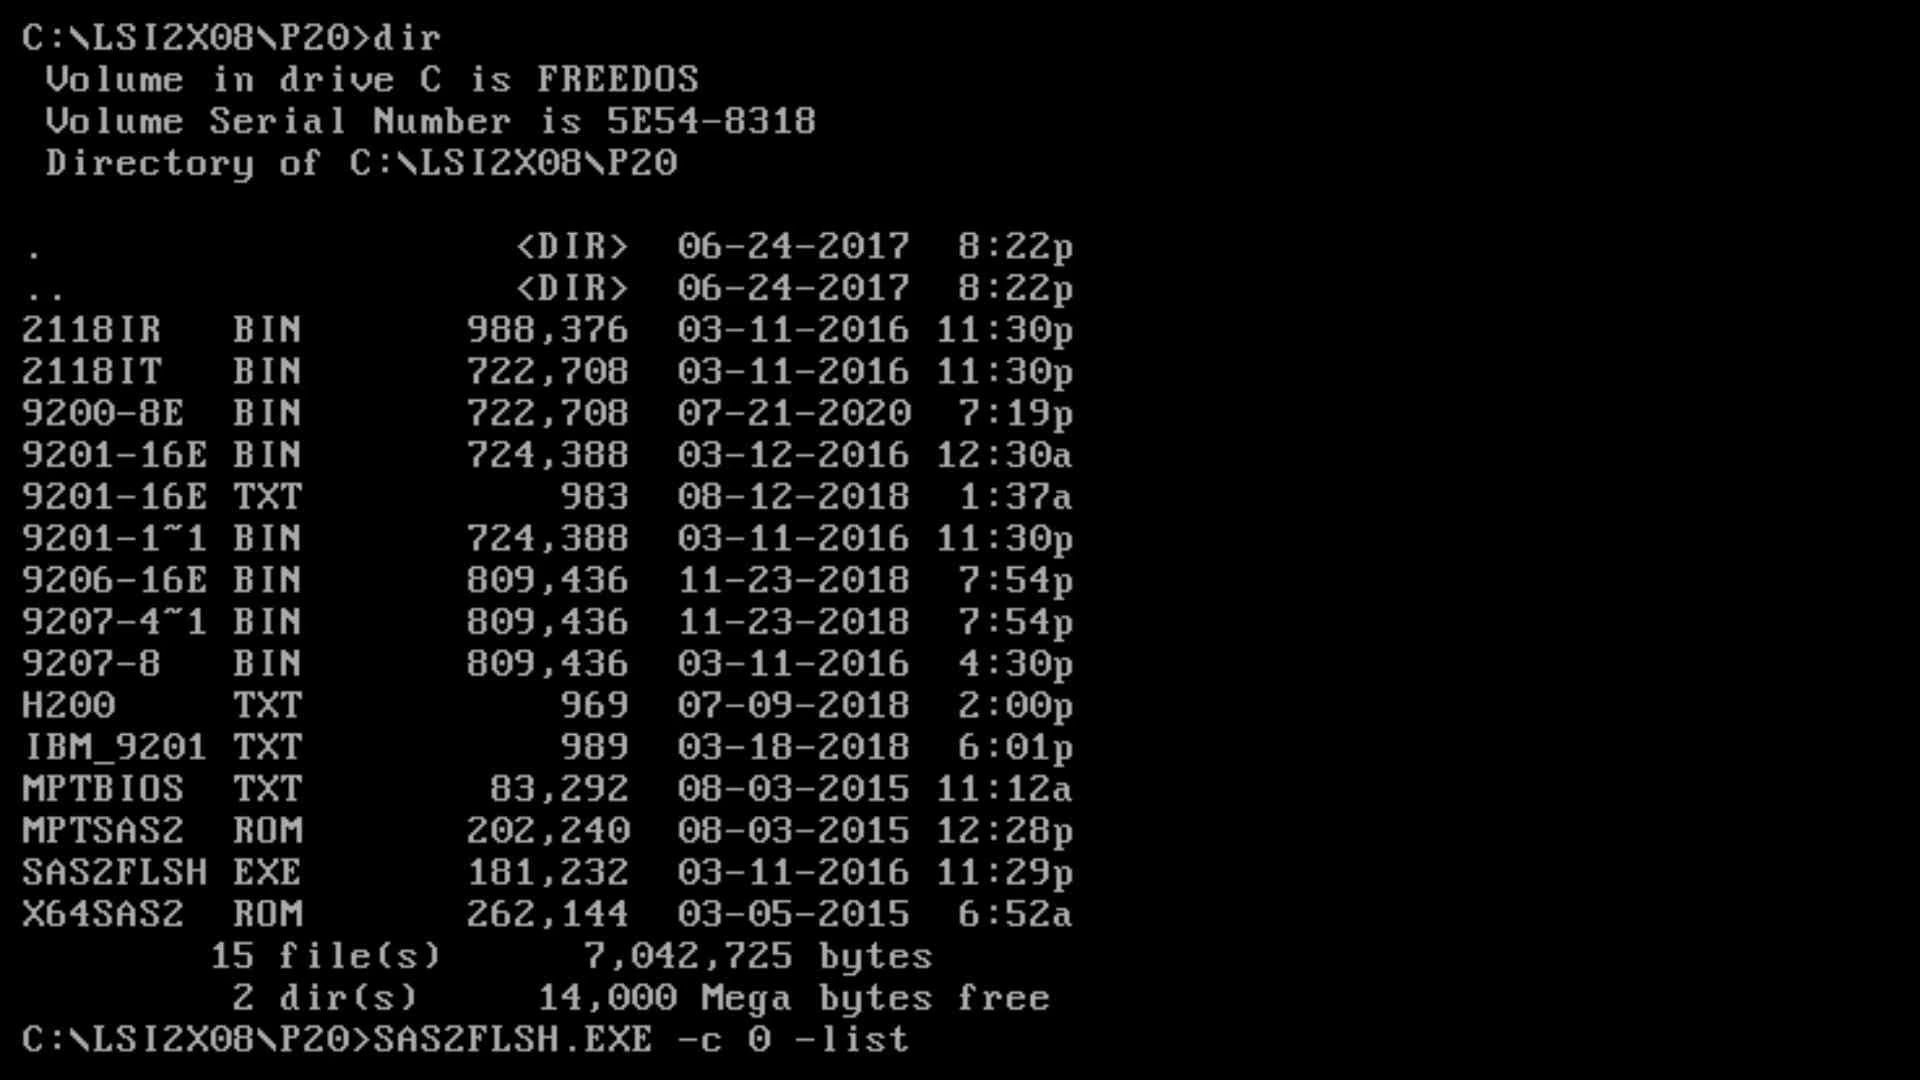 C:\LSI2X08\P20>dir
 Volume in drive C is FREEDOS
 Volume Serial Number is 5E54-8318
 Directory of C:\LSI2X08\P20

.                    <DIR>  06-24-2017  8:22p
..                   <DIR>  06-24-2017  8:22p
2118IR   BIN       988,376  03-11-2016 11:30p
2118IT   BIN       722,708  03-11-2016 11:30p
9200-8E  BIN       722,708  07-21-2020  7:19p
9201-16E BIN       724,388  03-12-2016 12:30a
9201-16E TXT           983  08-12-2018  1:37a
9201-1~1 BIN       724,388  03-11-2016 11:30p
9206-16E BIN       809,436  11-23-2018  7:54p
9207-4~1 BIN       809,436  11-23-2018  7:54p
9207-8   BIN       809,436  03-11-2016  4:30p
H200     TXT           969  07-09-2018  2:00p
IBM_9201 TXT           989  03-18-2018  6:01p
MPTBIOS  TXT        83,292  08-03-2015 11:12a
MPTSAS2  ROM       202,240  08-03-2015 12:28p
SAS2FLSH EXE       181,232  03-11-2016 11:29p
X64SAS2  ROM       262,144  03-05-2015  6:52a
        15 file(s)      7,042,725 bytes
         2 dir(s)     14,000 Mega bytes free
C:\LSI2X08\P20>SAS2FLSH.EXE -c 0 -list